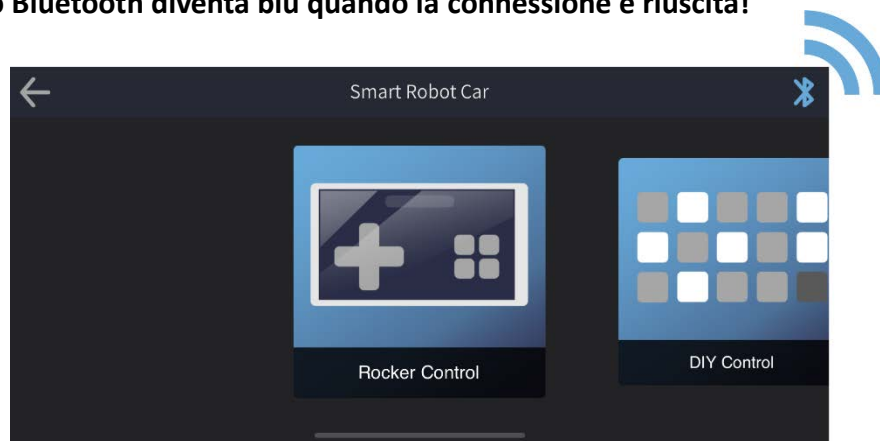 Bluetooth diventa blu quando la connessione è riuscita!
Smart Robot Car
Rocker Control
DIY Control